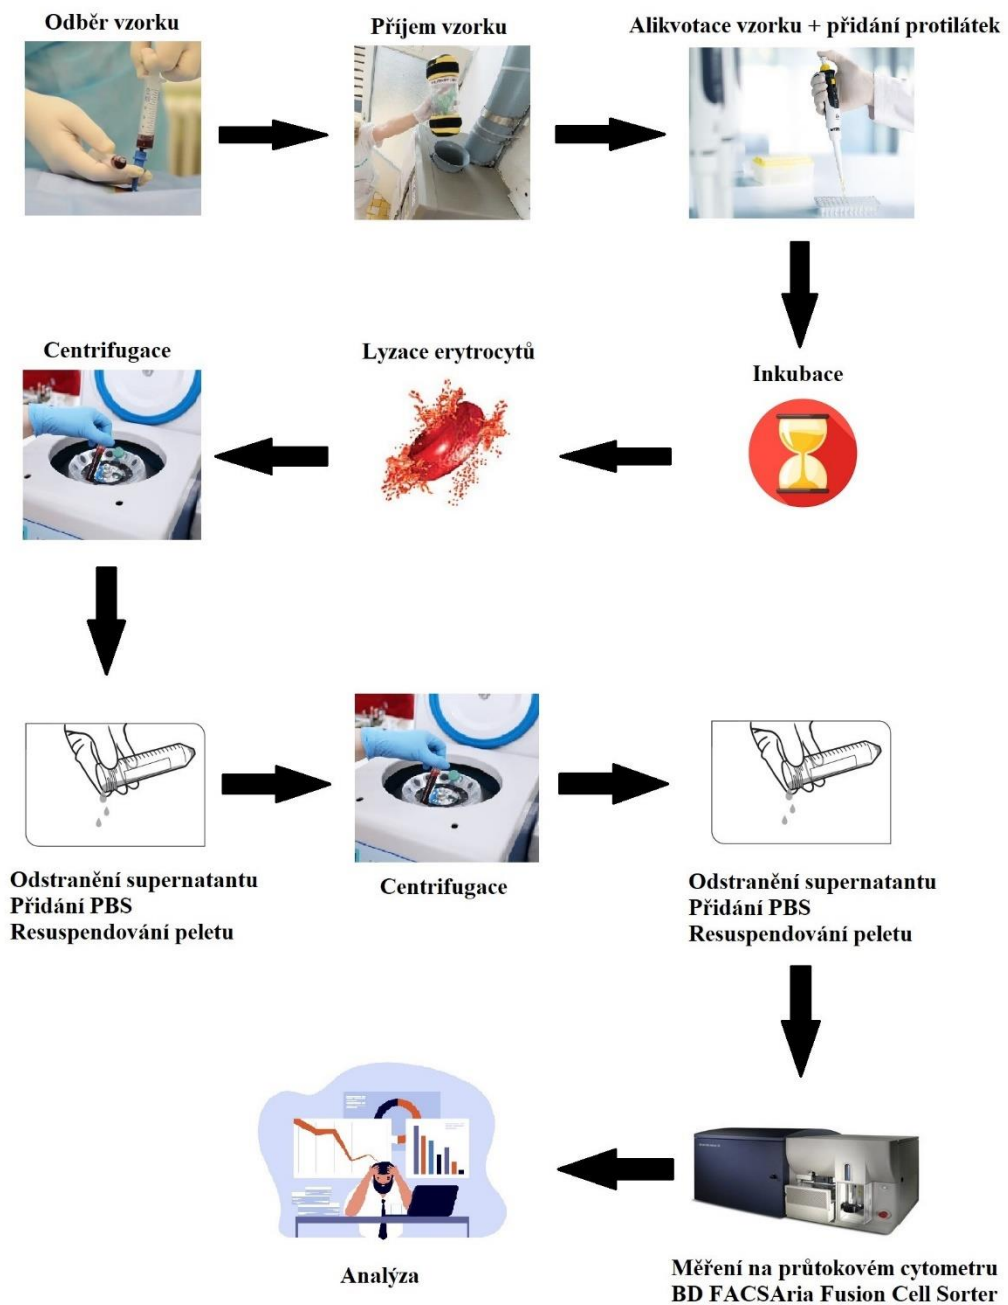 Odběr vzorku
Příjem vzorku
Alikvotace vzorku + přidání protilátek
Inkubace
Lyzace erytrocytů
Centrifugace
Odstranění supernatantu
Přidání PBS
Resuspendování peletu
Centrifugace
Odstranění supernatantu
Přidání PBS
Resuspendování peletu
Měření na průtokovém cytometru
BD FACSAria Fusion Cell Sorter
Analýza